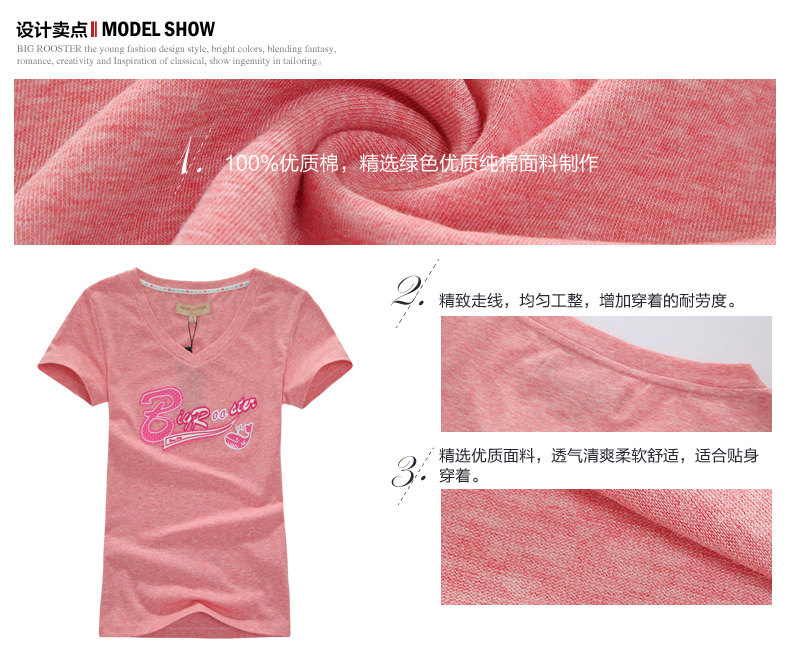 设计卖点 MODEL SHOW
BIG ROOSTER the young fashion design style, bright colors, blending fantasy,
romance, creativity and Inspiration of classical, show ingenuity in tailoring。
1. 100%优质棉，精选绿色优质纯棉面料制作
2. 精致走线，均匀工整，增加穿着的耐劳度。
BigRooster
3. 精选优质面料，透气清爽柔软舒适，适合贴身
穿着。